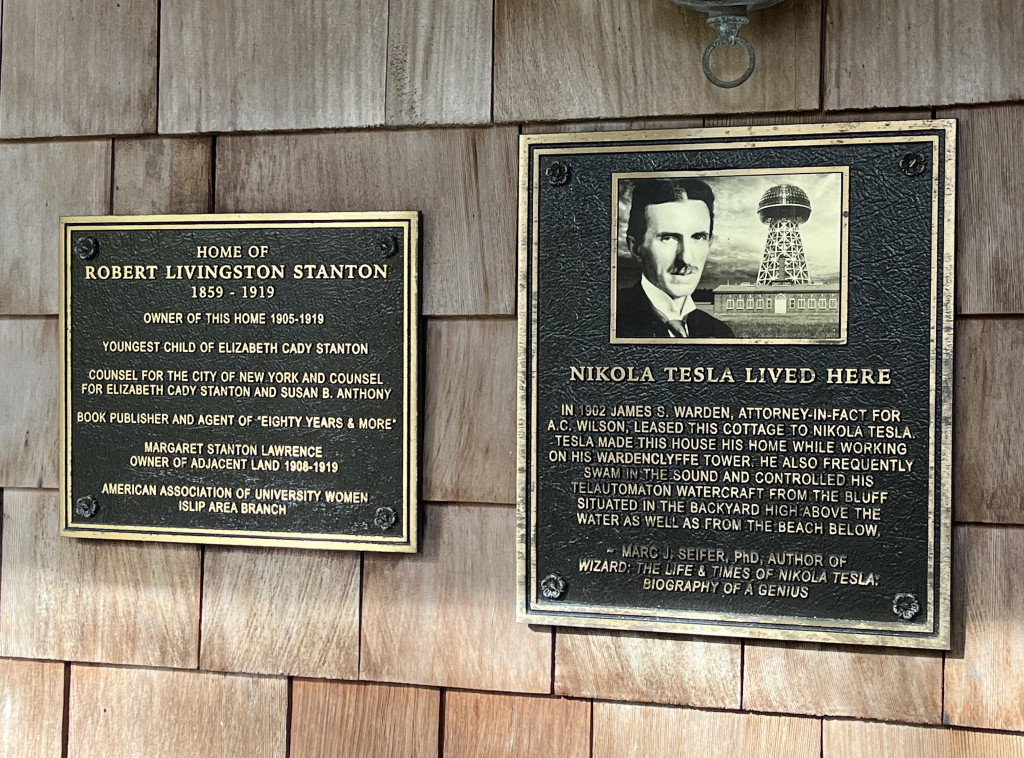 HOME OF
ROBERT LIVINGSTON STANTON
1859 - 1919
OWNER OF THIS HOME 1905-1919
YOUNGEST CHILD OF ELIZABETH CADY STANTON
COUNSEL FOR THE CITY OF NEW YORK AND COUNSEL
FOR ELIZABETH CADY STANTON AND SUSAN B. ANTHONY
BOOK PUBLISHER AND AGENT OF "EIGHTY YEARS & MORE"
MARGARET STANTON LAWRENCE
OWNER OF ADJACENT LAND 1908-1919
AMERICAN ASSOCIATION OF UNIVERSITY WOMEN
ISLIP AREA BRANCH
NIKOLA TESLA LIVED HERE
IN 1902 JAMES S. WARDEN, ATTORNEY-IN-FACT FOR
A.C. WILSON, LEASED THIS COTTAGE TO NIKOLA TESLA.
TESLA MADE THIS HOUSE HIS HOME WHILE WORKING
ON HIS WARDENCLYFFE TOWER. HE ALSO FREQUENTLY
SWAM IN THE SOUND AND CONTROLLED HIS
TELAUTOMATON WATERCRAFT FROM THE BLUFF
SITUATED IN THE BACKYARD HIGH ABOVE THE
WATER AS WELL AS FROM THE BEACH BELOW.
~ MARC J. SEIFER, PhD, AUTHOR OF
WIZARD: THE LIFE & TIMES OF NIKOLA TESLA:
BIOGRAPHY OF A GENIUS